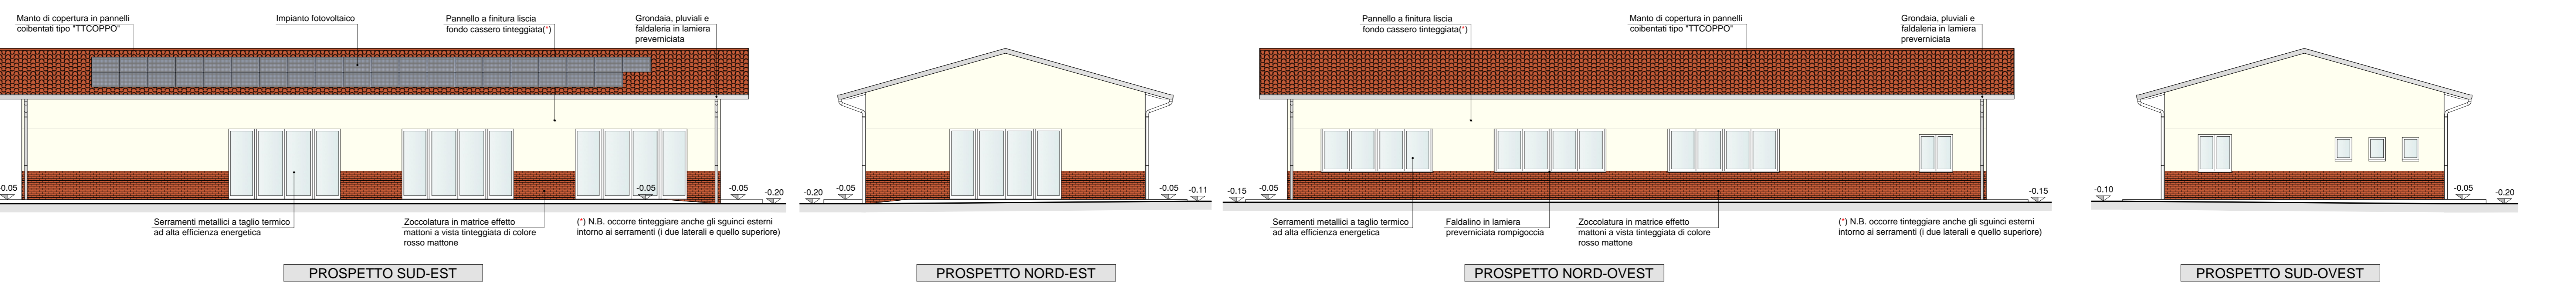 Manto di copertura in pannelli
coibentati tipo "TTCOPPO"
Impianto fotovoltaico
Pannello a finitura liscia
fondo cassero tinteggiata(*)
Grondaia, pluviali e
faldaleria in lamiera
preverniciata
-0.05
-0.05
-0.05
-0.20
Serramenti metallici a taglio termico
ad alta efficienza energetica
Zoccolatura in matrice effetto
mattoni a vista tinteggiata di colore
rosso mattone
(*) N.B. occorre tinteggiare anche gli sguinci esterni
intorno ai serramenti (i due laterali e quello superiore)
PROSPETTO SUD-EST
-0.20
-0.05
-0.05
-0.11
PROSPETTO NORD-EST
Pannello a finitura liscia
fondo cassero tinteggiata(*)
Manto di copertura in pannelli
coibentati tipo "TTCOPPO"
Grondaia, pluviali e
faldaleria in lamiera
preverniciata
-0.15
-0.05
-0.15
Serramenti metallici a taglio termico
ad alta efficienza energetica
Faldalino in lamiera
preverniciata rompigoccia
Zoccolatura in matrice effetto
mattoni a vista tinteggiata di colore
rosso mattone
(*) N.B. occorre tinteggiare anche gli sguinci esterni
intorno ai serramenti (i due laterali e quello superiore)
PROSPETTO NORD-OVEST
-0.10
-0.05
-0.20
PROSPETTO SUD-OVEST